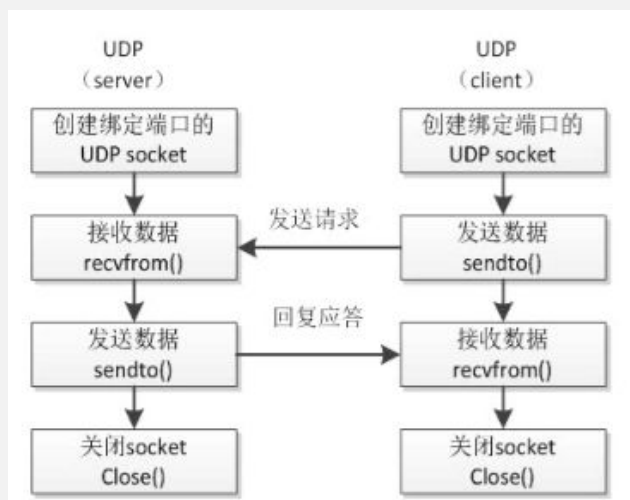 UDP
（server）
创建绑定端口的
UDP socket
接收数据
recvfrom()
发送数据
sendto()
关闭socket
Close()
发送请求
回复应答
UDP
（client）
创建绑定端口的
UDP socket
发送数据
sendto()
接收数据
recvfrom()
关闭socket
Close()